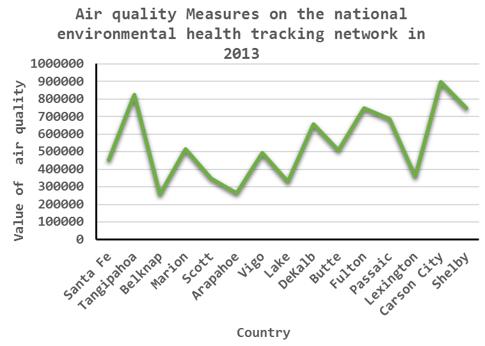 Air quality Measures on the national
environmental health tracking network in
2013
Value of  air quality
1000000
900000
800000
700000
600000
500000
400000
300000
200000
100000
0
Santa Fe
Tangipahoa
Belknap
Marion
Scott
Arapahoe
Vigo
Lake
DeKalb
Butte
Fulton
Passaic
Lexington
Carson City
Shelby
Country